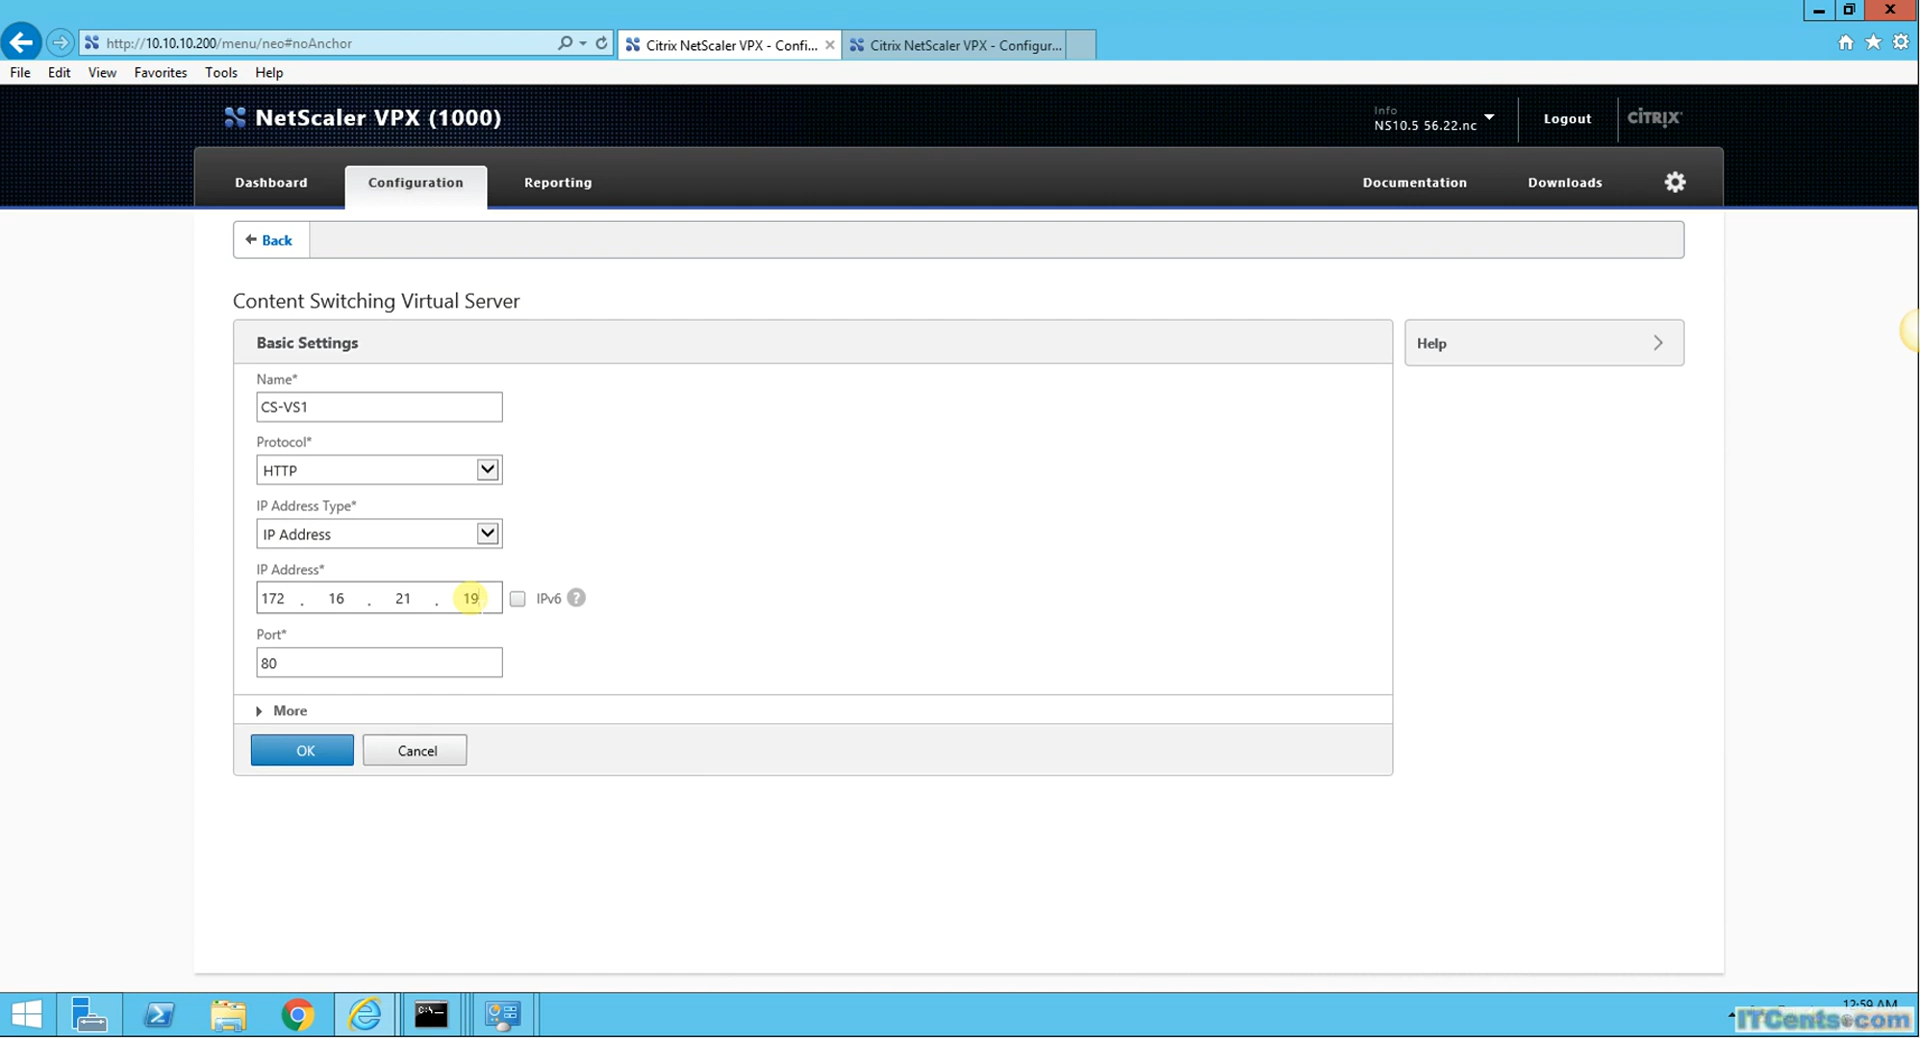 http://10.10.10.200/menu/neo#noAnchor
Citrix NetScaler VPX - Confi...
Citrix NetScaler VPX - Configur...
File Edit View Favorites Tools Help
NetScaler VPX (1000)
Info
NS10.5 56.22.nc
Logout
CITRIX
Dashboard
Configuration
Reporting
Documentation
Downloads
Back
Content Switching Virtual Server
Basic Settings
Help
Name*
CS-VS1
Protocol*
HTTP
IP Address Type*
IP Address
IP Address*
172 . 16 . 21 . 19
IPv6 ?
Port*
80
More
OK
Cancel
C:\_
12:59 AM
ITCents.com